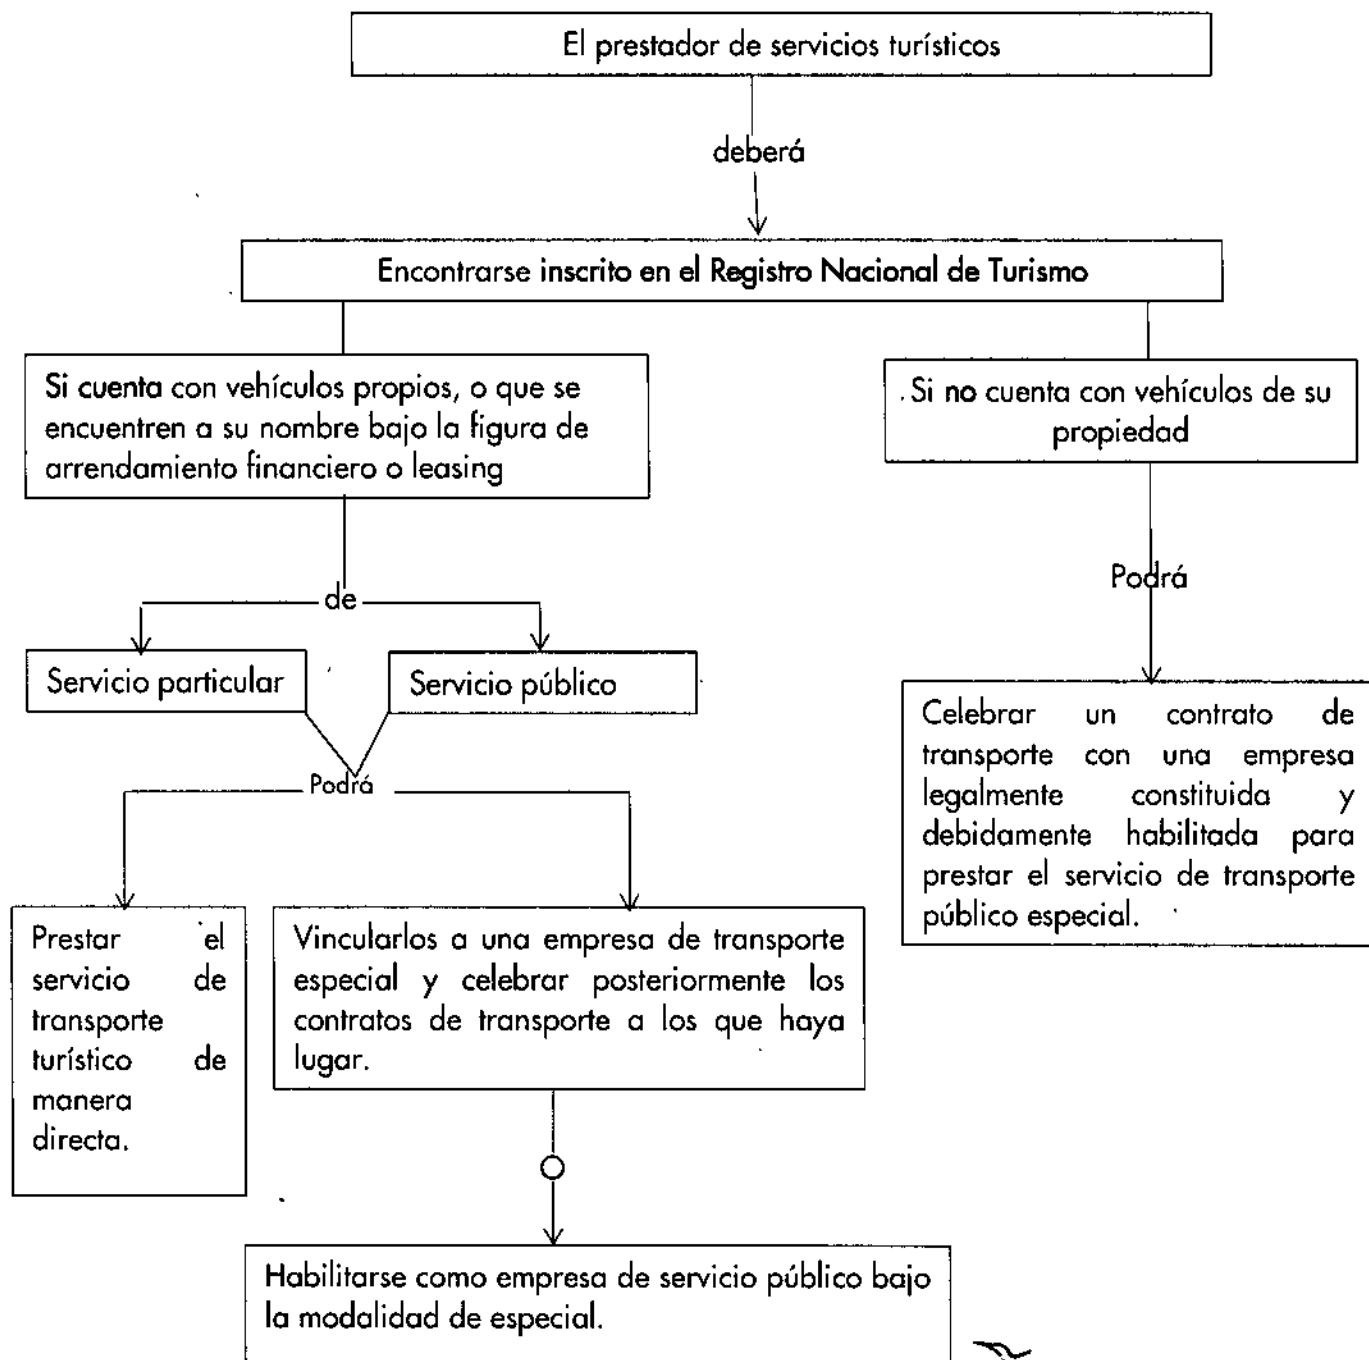 El prestador de servicios turísticos
deberá
Encontrarse inscrito en el Registro Nacional de Turismo
Si cuenta con vehículos propios, o que se
encuentren a su nombre bajo la figura de
arrendamiento financiero o leasing
Si no cuenta con vehículos de su
propiedad
de
Servicio particular
Servicio público
Podrá
Podrá
Prestar el
servicio de
transporte
turístico de
manera
directa.
Vincularlos a una empresa de transporte
especial y celebrar posteriormente los
contratos de transporte a los que haya
lugar.
O
Habilitarse como empresa de servicio público bajo
la modalidad de especial.
Celebrar un contrato de
transporte con una empresa
legalmente constituida y
debidamente habilitada para
prestar el servicio de transporte
público especial.